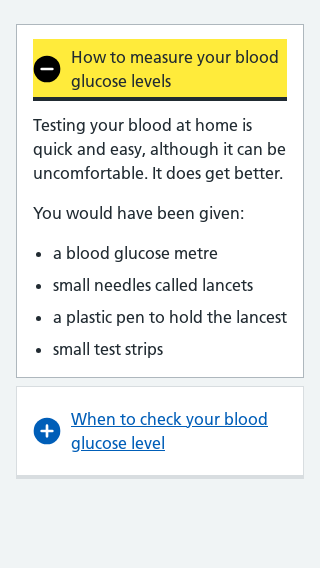 How to measure your blood
glucose levels
Testing your blood at home is
quick and easy, although it can be
uncomfortable. It does get better.
You would have been given:
a blood glucose metre
small needles called lancets
a plastic pen to hold the lancest
small test strips
When to check your blood
glucose level